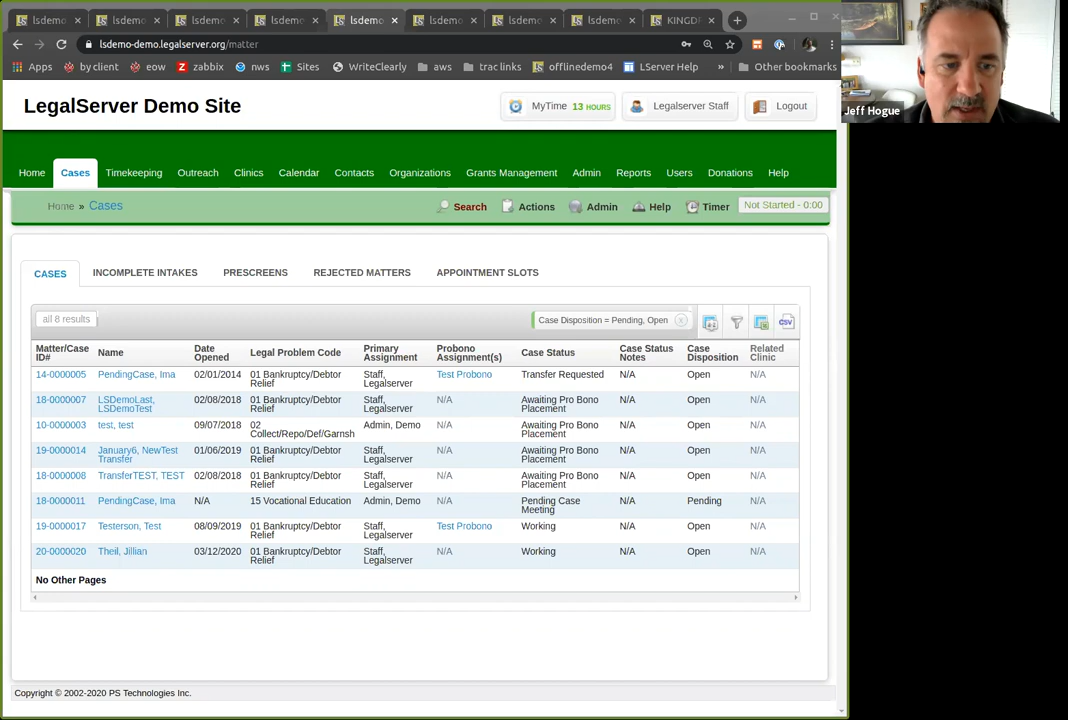 lsdemo × lsdemo × lsdemo × lsdemo × lsdemo × lsdemo × lsdemo × lsdemo × KINGDF ×
lsdemo-demo.legalserver.org/matter
Apps by client eow zabbix nws Sites WriteClearly aws trac links offlinedemo4 LServer Help » Other bookmarks
Jeff Hogue
LegalServer Demo Site
MyTime 13 HOURS Legalserver Staff Logout
Home Cases Timekeeping Outreach Clinics Calendar Contacts Organizations Grants Management Admin Reports Users Donations Help
Home » Cases Search Actions Admin Help Timer Not Started - 0:00
CASES INCOMPLETE INTAKES PRESCREENS REJECTED MATTERS APPOINTMENT SLOTS
all 8 results Case Disposition = Pending, Open CSV
Matter/Case ID# Name Date Opened Legal Problem Code Primary Assignment Probono Assignment(s) Case Status Case Status Notes Case Disposition Related Clinic
14-0000005 PendingCase, Ima 02/01/2014 01 Bankruptcy/Debtor Relief Staff, Legalserver Test Probono Transfer Requested N/A Open N/A
18-0000007 LSDemoLast, LSDemoTest 02/08/2018 01 Bankruptcy/Debtor Relief Staff, Legalserver N/A Awaiting Pro Bono Placement N/A Open N/A
10-0000003 test, test 09/07/2018 02 Collect/Repo/Def/Garnsh Admin, Demo N/A Awaiting Pro Bono Placement N/A Open N/A
19-0000014 January6, NewTest Transfer 01/06/2019 01 Bankruptcy/Debtor Relief Staff, Legalserver N/A Awaiting Pro Bono Placement N/A Open N/A
18-0000008 TransferTEST, TEST 02/08/2018 01 Bankruptcy/Debtor Relief Staff, Legalserver N/A Awaiting Pro Bono Placement N/A Open N/A
18-0000011 PendingCase, Ima N/A 15 Vocational Education Admin, Demo N/A Pending Case Meeting N/A Pending N/A
19-0000017 Testerson, Test 08/09/2019 01 Bankruptcy/Debtor Relief Staff, Legalserver Test Probono Working N/A Open N/A
20-0000020 Theil, Jillian 03/12/2020 01 Bankruptcy/Debtor Relief Staff, Legalserver N/A Working N/A Open N/A
No Other Pages
Copyright © 2002-2020 PS Technologies Inc.